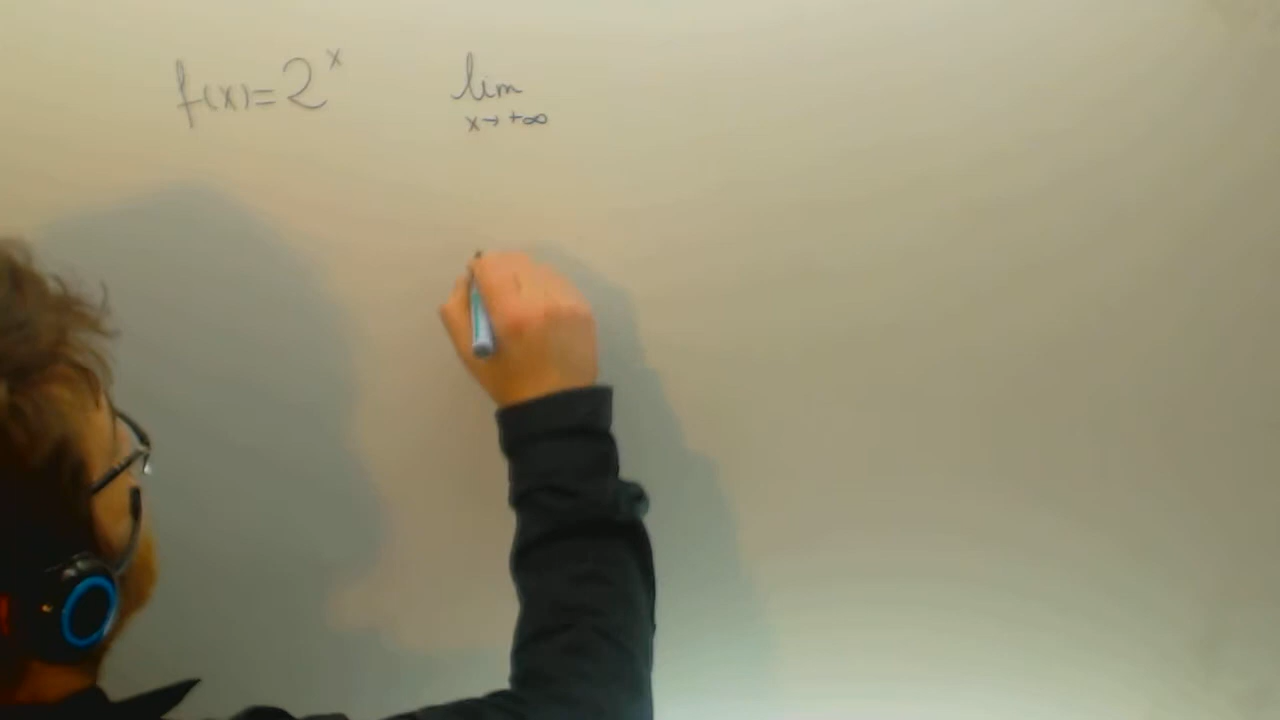 f(x)=2^x lim
x→ +∞